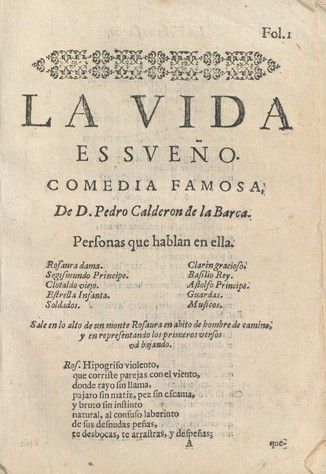 Fol.1
LA VIDA
ES SVEÑO.
COMEDIA FAMOSA,
De D. Pedro Calderon de la Barca.
Personas que hablan en ella.
Rosaura dama.
Segismundo Principe.
Clotaldo viejo.
Estrella Infanta.
Soldados.
Clarin gracioso.
Basilio Rey.
Astolfo Principe.
Guardas.
Musicos.
Sale en lo alto de un monte Rosaura en abito de hombre de camino,
y en representando los primeros versos
và bajando.
Ros. Hipogrifo violento,
que corriste parejas con el viento,
donde rayo sin llama,
pajaro sin matiz, pez sin escama,
y bruto sin instinto
natural, al confuso laberinto
de sus desnudas peñas,
te desbocas, te arrastras, y despeñas;
A
que-